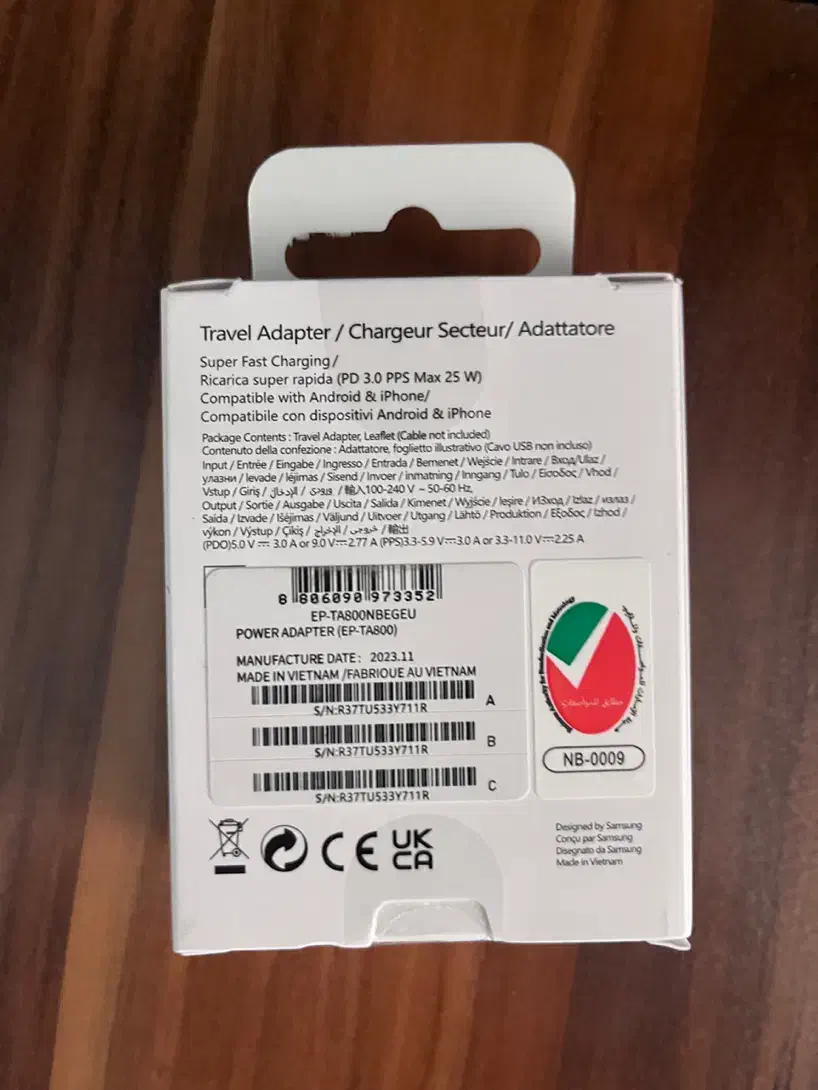 Travel Adapter / Chargeur Secteur/ Adattatore
Super Fast Charging/
Ricarica super rapida (PD 3.0 PPS Max 25 W)
Compatible with Android & iPhone/
Compatibile con dispositivi Android & iPhone
Package Contents : Travel Adapter, Leaflet (Cable not included)
Contenuto della confezione : Adattatore, foglietto illustrativo (Cavo USB non incluso)
Input / Entrée / Eingabe / Ingresso / Entrada / Bemenet / Wejście / Intrare / Вход/Ulaz /
улазни / Ievade / Iėjimas / Sisend / Invoer / inmatning / Inngang / Tulo / Είσοδος / Vhod /
Vstup / Giriş / الإدخال / ورودی / 輸入100-240 V ~ 50-60 Hz,
Output / Sortie / Ausgabe / Uscita / Salida / Kimenet / Wyjście / Ieşire / Изход / Izlaz / излаз /
Saída / Izvade / Išėjimas / Väljund / Uitvoer / Utgang / Lähtö / Produktion / Εξοδος / Izhod /
výkon / Výstup / Çıkış / الإخراج / خروجی / 輸出
(PDO)5.0 V⎓ 3.0 A or 9.0 V⎓2.77 A (PPS)3.3-5.9 V⎓3.0 A or 3.3-11.0 V⎓2.25 A
8 806090 973352
EP-TA800NBEGEU
POWER ADAPTER (EP-TA800)
MANUFACTURE DATE : 2023.11
MADE IN VIETNAM /FABRIQUE AU VIETNAM
A
S/N:R37TU533Y711R
B
S/N:R37TU533Y711R
C
S/N:R37TU533Y711R
مطابق للمواصفات
NB-0009
CE
UK
CA
Designed by Samsung
Conçu par Samsung
Disegnato da Samsung
Made in Vietnam